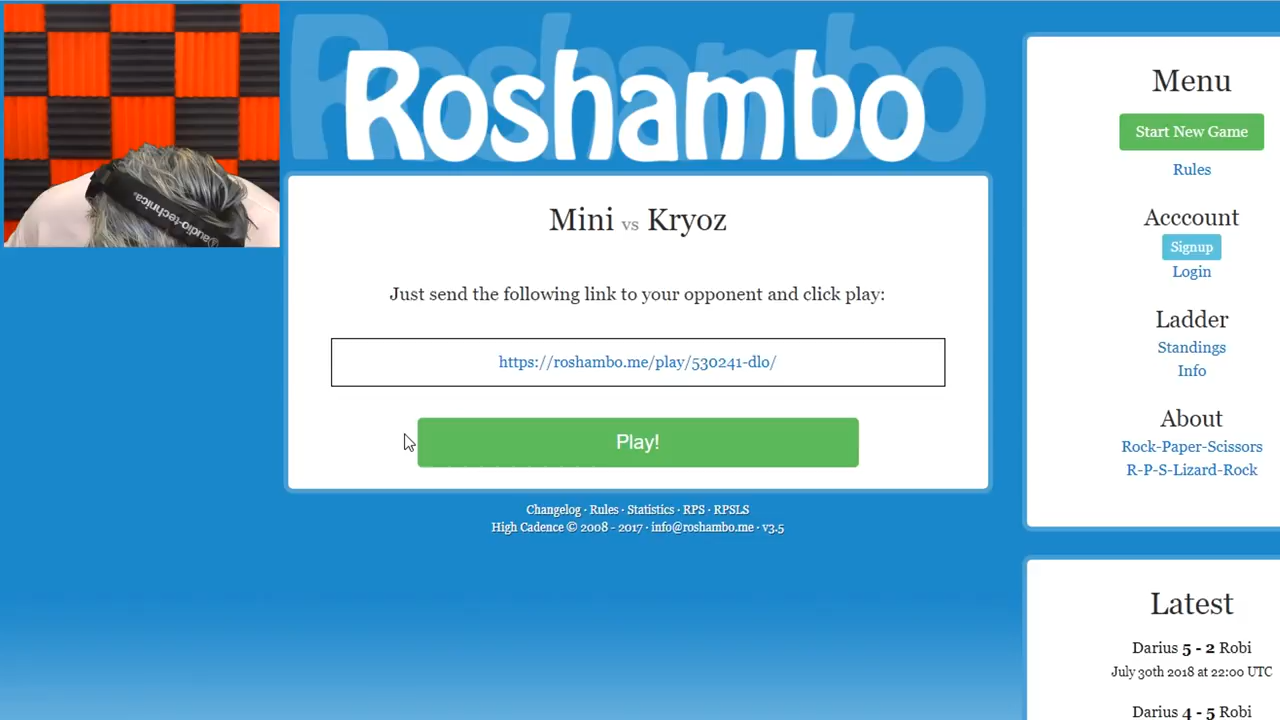 Roshambo
audio-technica
Mini vs Kryoz
Just send the following link to your opponent and click play:
https://roshambo.me/play/530241-dlo/
Play!
Changelog · Rules · Statistics · RPS · RPSLS
High Cadence © 2008 - 2017 · info@roshambo.me · v3.5
Menu
Start New Game
Rules
Acccount
Signup
Login
Ladder
Standings
Info
About
Rock-Paper-Scissors
R-P-S-Lizard-Rock
Latest
Darius 5 - 2 Robi
July 30th 2018 at 22:00 UTC
Darius 4 - 5 Robi